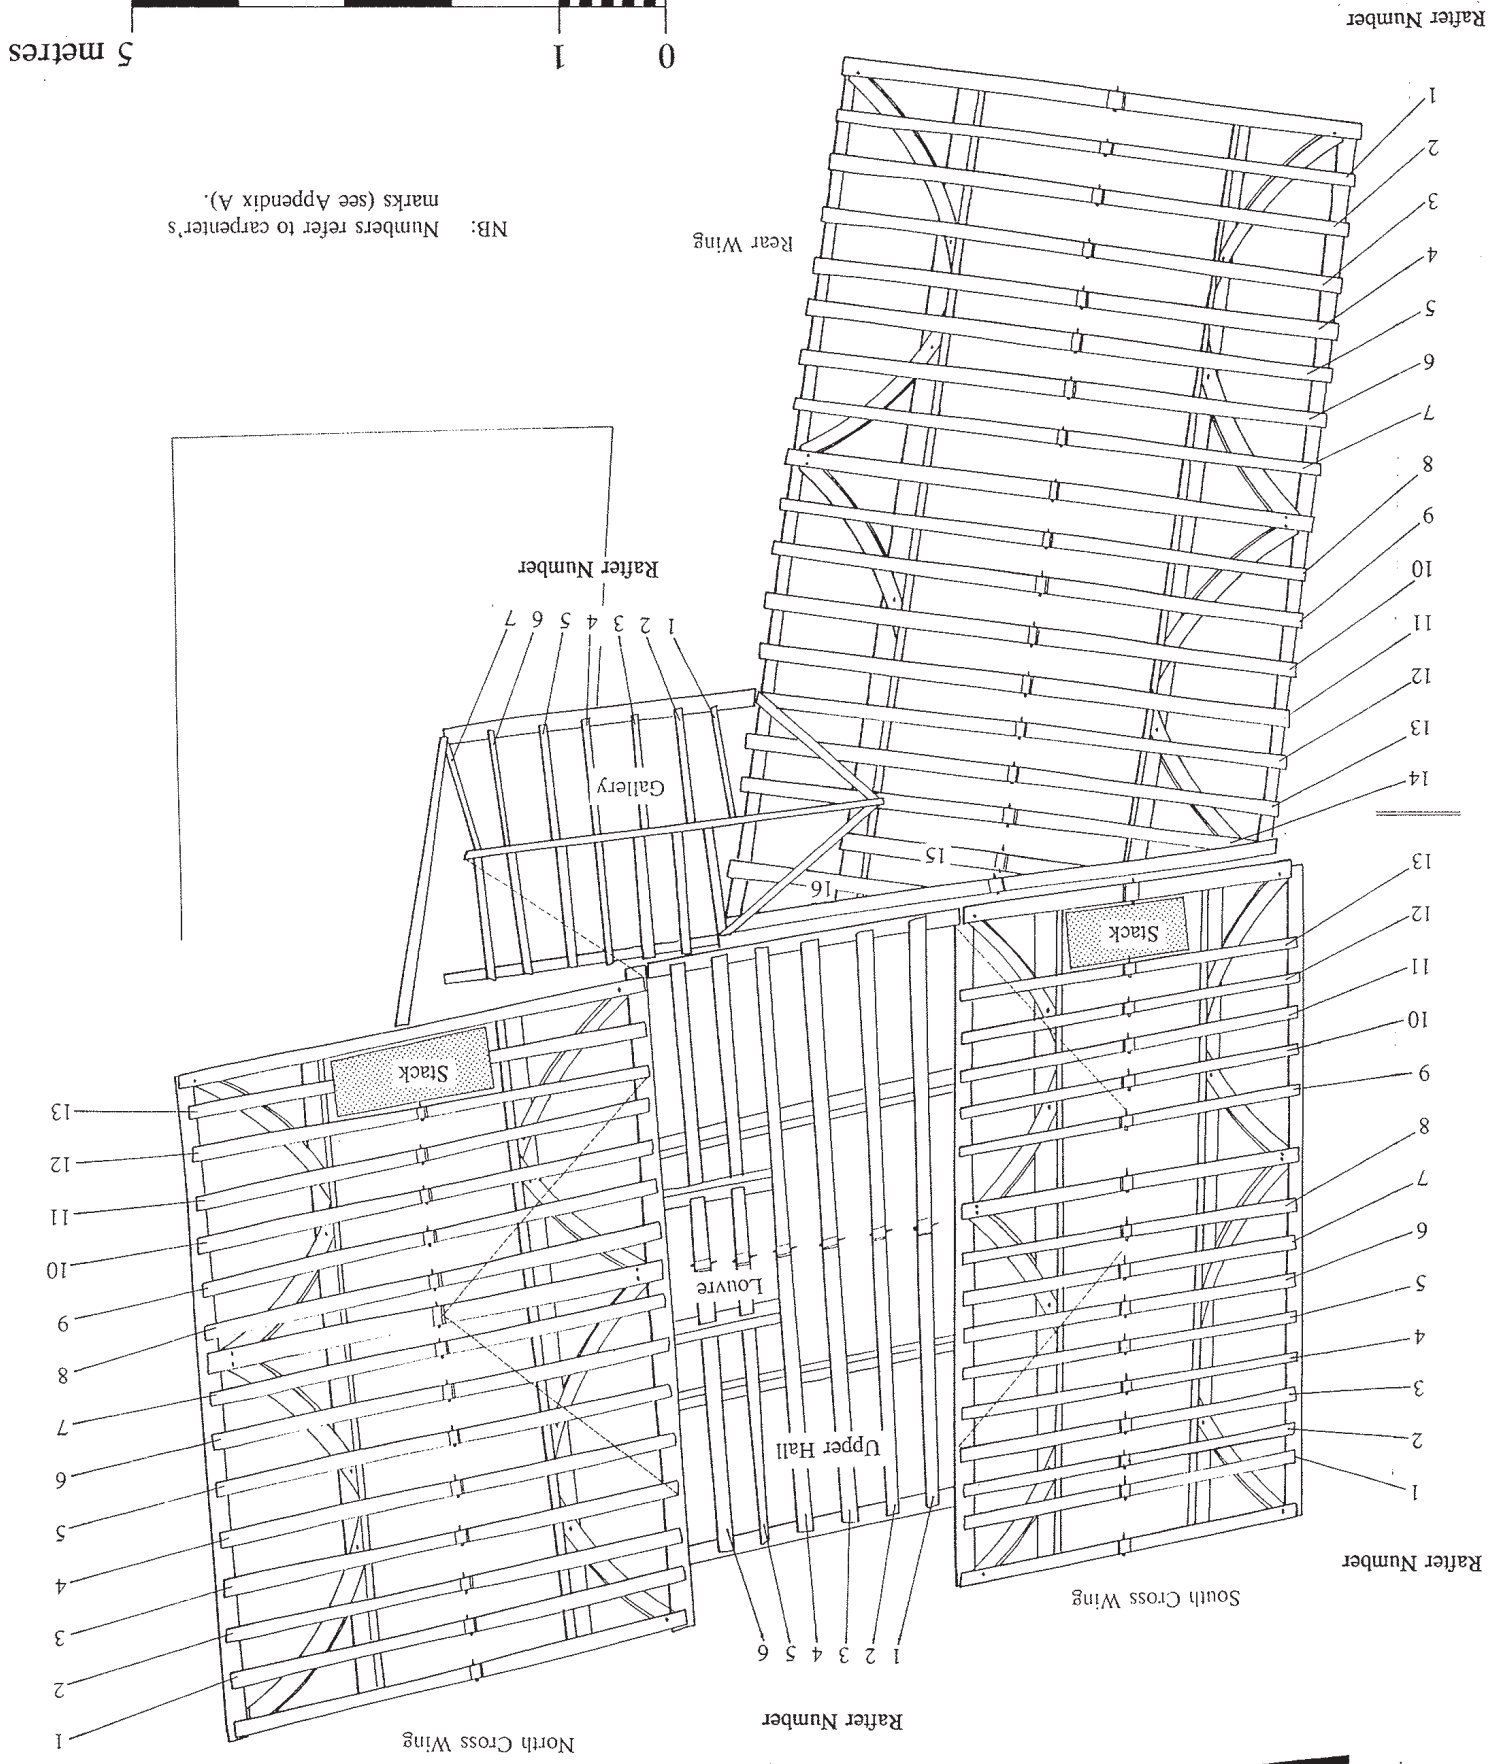 Rafter Number
North Cross Wing
1 2 3 4 5 6
South Cross Wing
Rafter Number
1
2
3
4
5
6
7
8
9
10
11
12
13
Upper Hall
Louvre
1
2
3
4
5
6
7
8
9
10
11
12
13
Stack
Stack
16
15
14
13
12
11
10
9
8
7
6
5
4
3
2
1
Gallery
1 2 3 4 5 6 7
Rafter Number
Rear Wing
NB: Numbers refer to carpenter's
marks (see Appendix A).
Rafter Number
0 1 5 metres